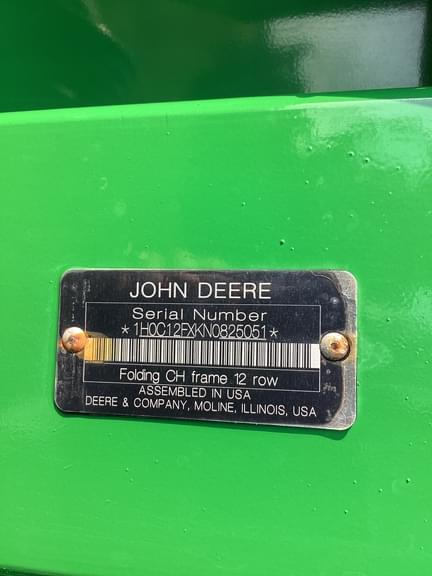 JOHN DEERE
Serial Number
*1H0C12FXKN0825051*
Folding CH frame 12 row
ASSEMBLED IN USA
DEERE & COMPANY, MOLINE, ILLINOIS, USA